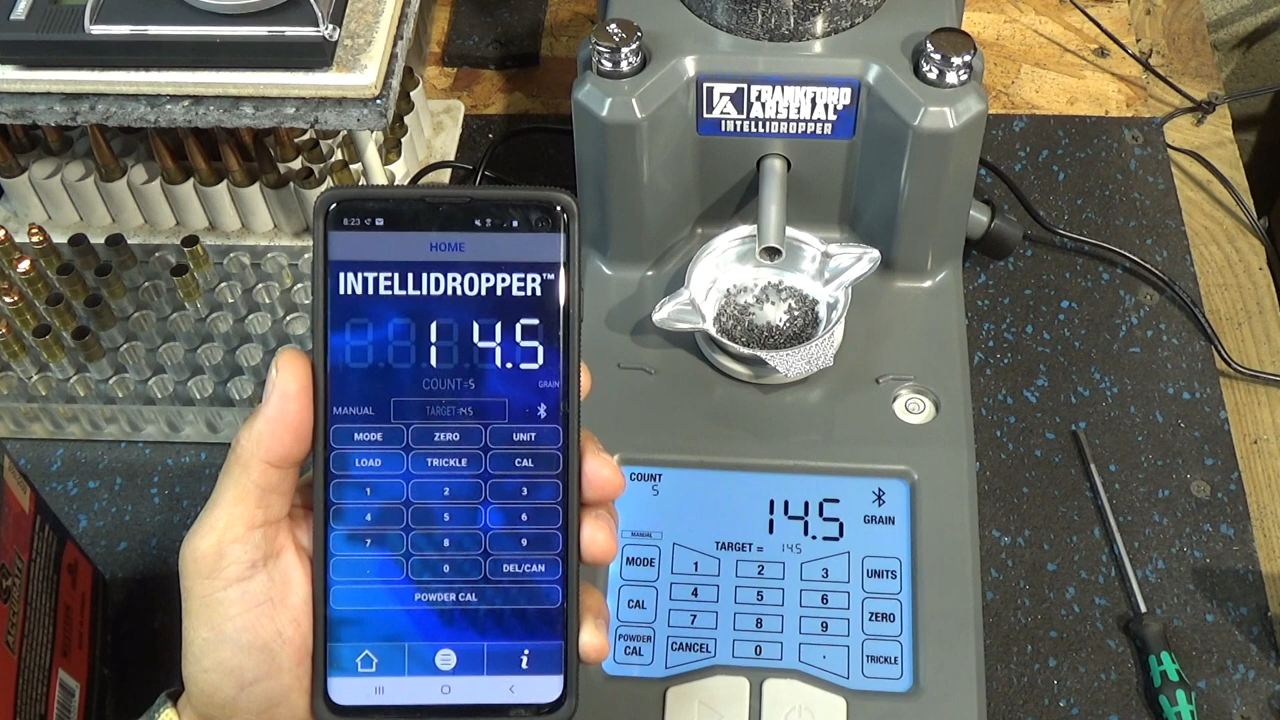 FRANKFORD
ARSENAL
INTELLIDROPPER
8:23
HOME
INTELLIDROPPER™
14.5
COUNT=5
GRAIN
MANUAL
TARGET=14.5
MODE
ZERO
UNIT
LOAD
TRICKLE
CAL
1
2
3
4
5
6
7
8
9
.
0
DEL/CAN
POWDER CAL
i
COUNT
5
14.5
GRAIN
MANUAL
TARGET = 14.5
MODE
1
2
3
UNITS
CAL
4
5
6
ZERO
7
8
9
POWDER
CAL
CANCEL
0
.
TRICKLE